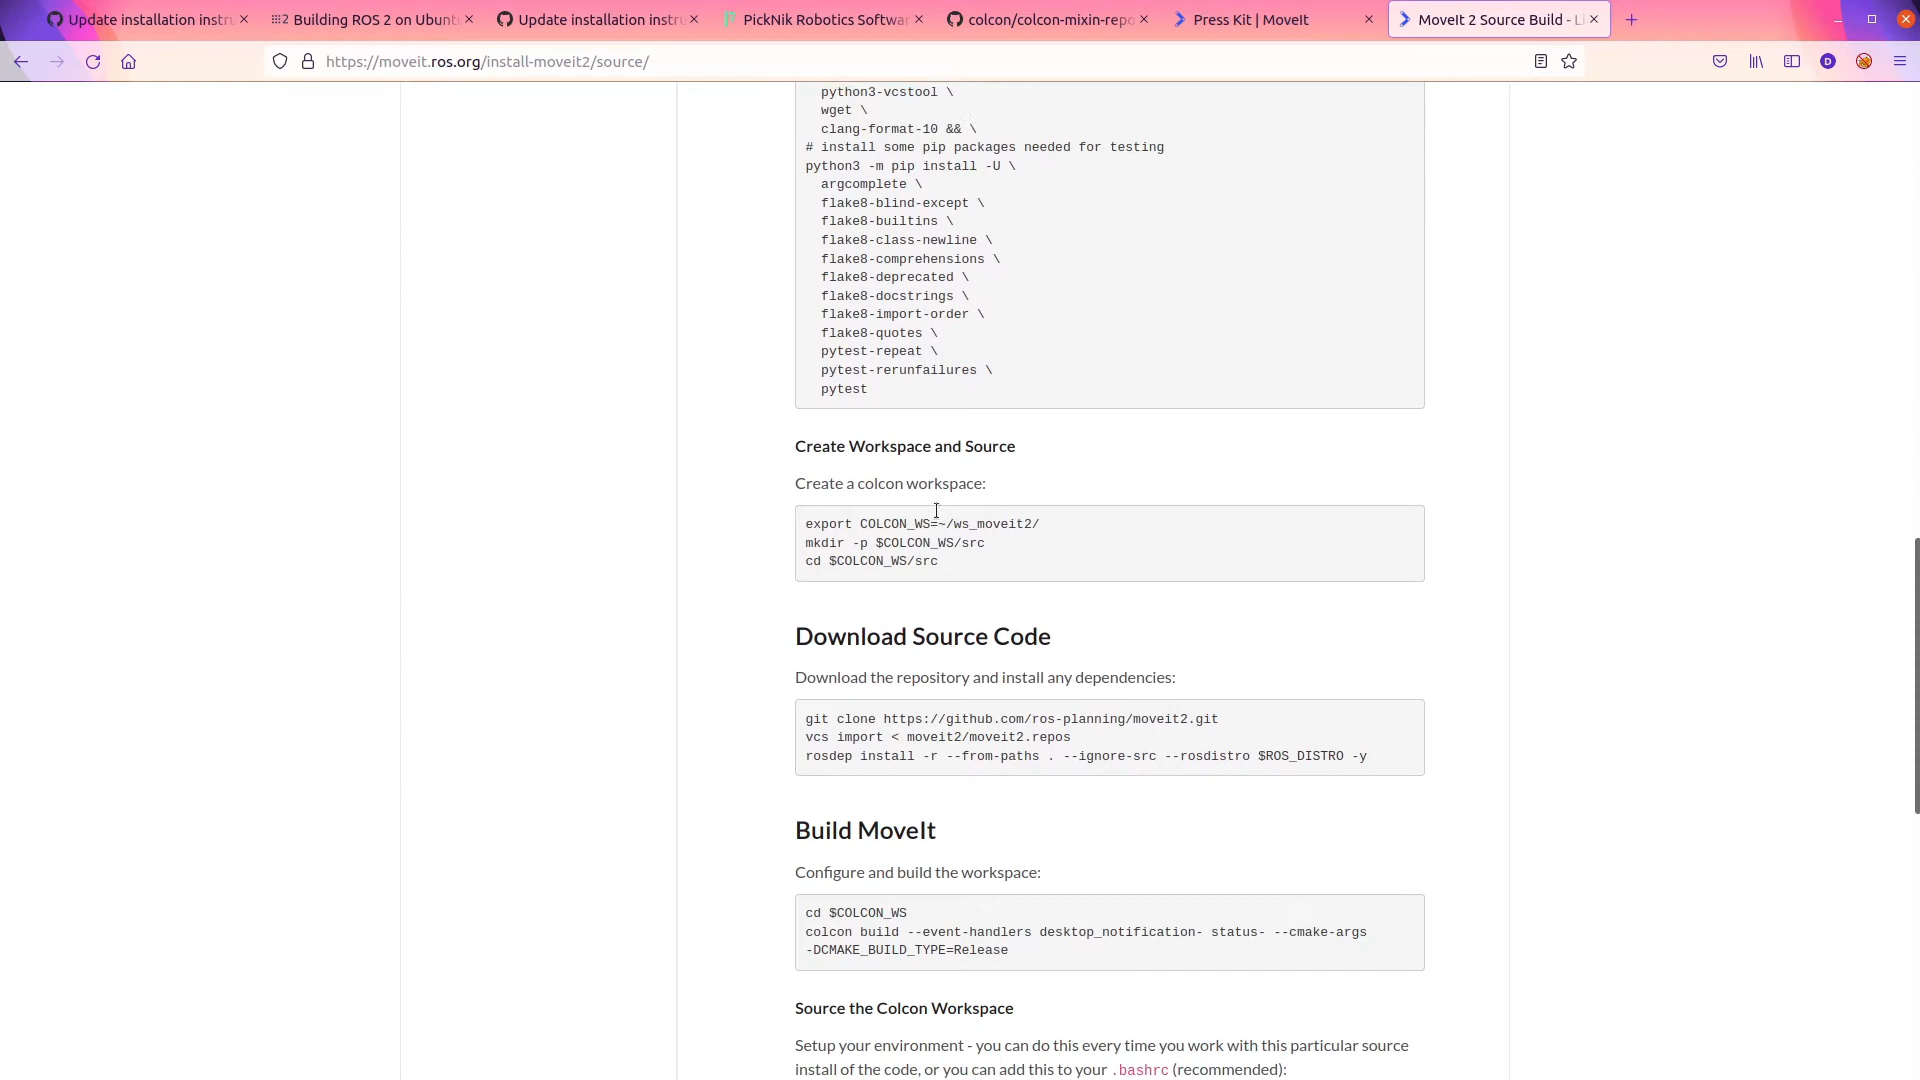 Update installation instru
Building ROS 2 on Ubunt
Update installation instru
PickNik Robotics Softwar
colcon/colcon-mixin-repo
Press Kit | MoveIt
MoveIt 2 Source Build - Li
https://moveit.ros.org/install-moveit2/source/
D
python3-vcstool \
wget \
clang-format-10 && \
# install some pip packages needed for testing
python3 -m pip install -U \
argcomplete \
flake8-blind-except \
flake8-builtins \
flake8-class-newline \
flake8-comprehensions \
flake8-deprecated \
flake8-docstrings \
flake8-import-order \
flake8-quotes \
pytest-repeat \
pytest-rerunfailures \
pytest
Create Workspace and Source
Create a colcon workspace:
export COLCON_WS=~/ws_moveit2/
mkdir -p $COLCON_WS/src
cd $COLCON_WS/src
Download Source Code
Download the repository and install any dependencies:
git clone https://github.com/ros-planning/moveit2.git
vcs import < moveit2/moveit2.repos
rosdep install -r --from-paths . --ignore-src --rosdistro $ROS_DISTRO -y
Build MoveIt
Configure and build the workspace:
cd $COLCON_WS
colcon build --event-handlers desktop_notification- status- --cmake-args
-DCMAKE_BUILD_TYPE=Release
Source the Colcon Workspace
Setup your environment - you can do this every time you work with this particular source
install of the code, or you can add this to your .bashrc (recommended):